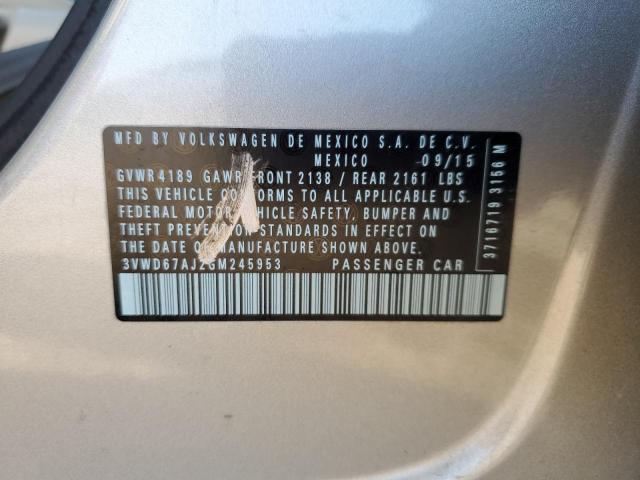 MFD BY VOLKSWAGEN DE MEXICO S.A. DE C.V.
MEXICO 09/15
GVWR 4189 GAWR FRONT 2138 / REAR 2161 LBS
THIS VEHICLE CONFORMS TO ALL APPLICABLE U.S.
FEDERAL MOTOR VEHICLE SAFETY, BUMPER AND
THEFT PREVENTION STANDARDS IN EFFECT ON
THE DATE OF MANUFACTURE SHOWN ABOVE.
3VWD67AJ2GM245953 PASSENGER CAR
3716719 3156 M